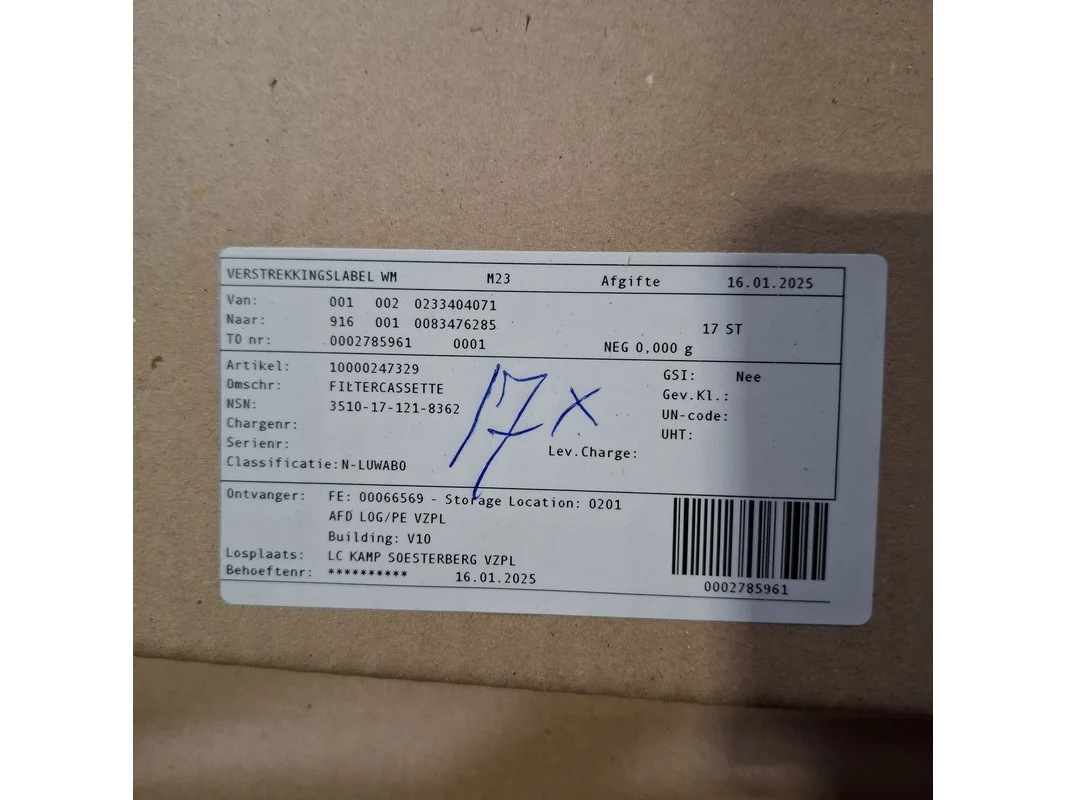 VERSTREKKINGSLABEL WM M23 Afgifte 16.01.2025
Van: 001 002 0233404071
Naar: 916 001 0083476285 17 ST
TO nr: 0002785961 0001 NEG 0,000 g
Artikel: 10000247329 GSI: Nee
Omschr: FILTERCASSETTE Gev.Kl.:
NSN: 3510-17-121-8362 UN-code:
17 X
Chargenr: UHT:
Serienr: Lev.Charge:
Classificatie: N-LUWABO
Ontvanger: FE: 00066569 - Storage Location: 0201
AFD LOG/PE VZPL
Building: V10
Losplaats: LC KAMP SOESTERBERG VZPL
Behoeftenr: ********** 16.01.2025
0002785961